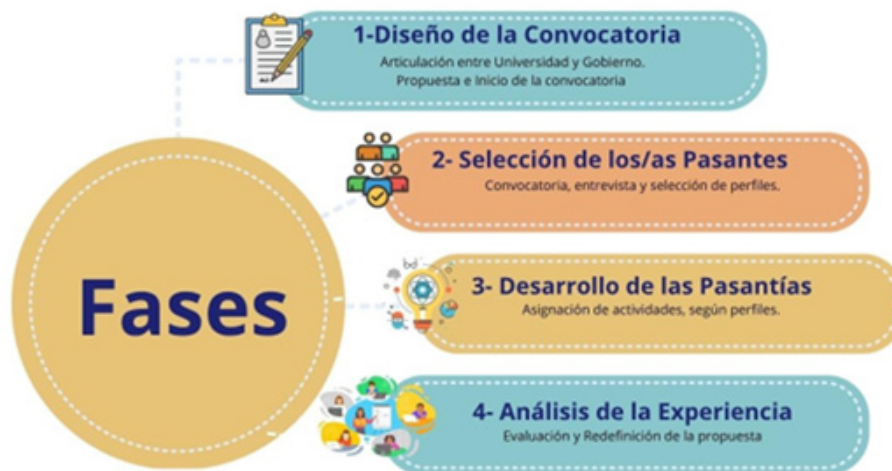 1-Diseño de la Convocatoria
Articulación entre Universidad y Gobierno.
Propuesta e Inicio de la convocatoria
2- Selección de los/as Pasantes
Convocatoria, entrevista y selección de perfiles.
Fases
3- Desarrollo de las Pasantías
Asignación de actividades, según perfiles.
4- Análisis de la Experiencia
Evaluación y Redefinición de la propuesta